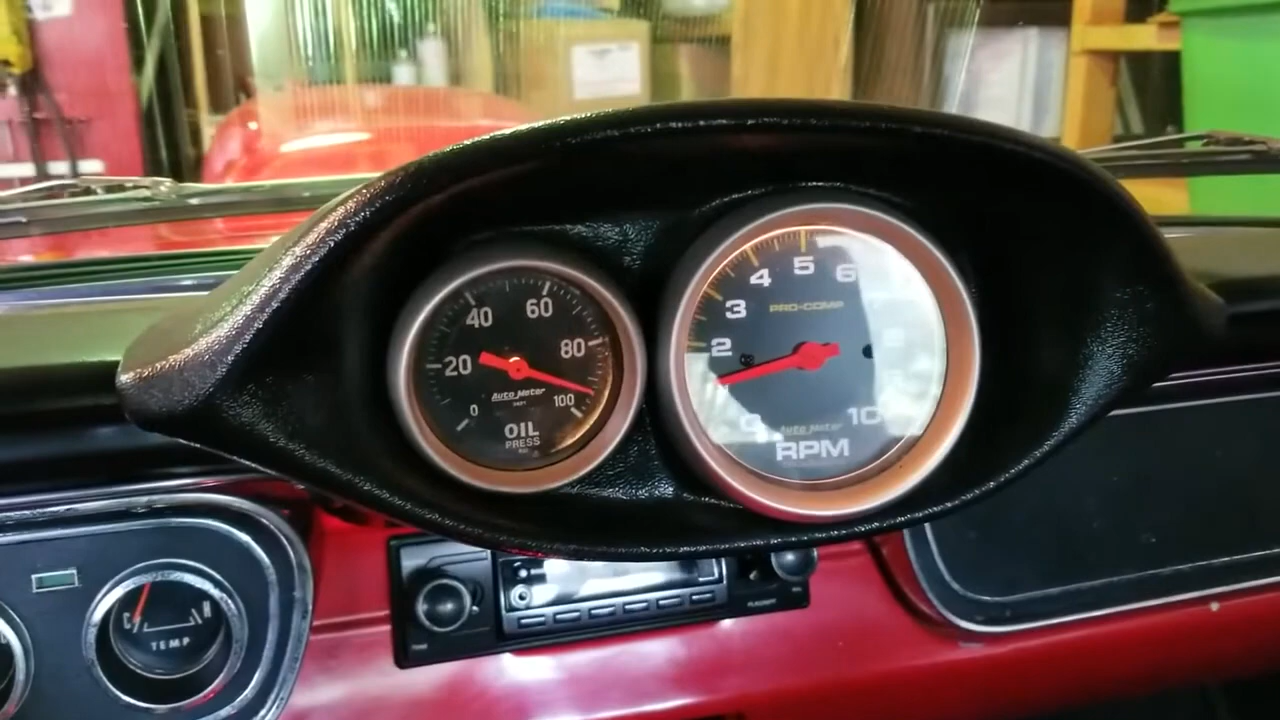 40 60
20 80
0 100
Auto Meter
OIL
PRESS
4 5 6
3
2
PRO-COMP
0 10
Auto Meter
RPM
C H
TEMP